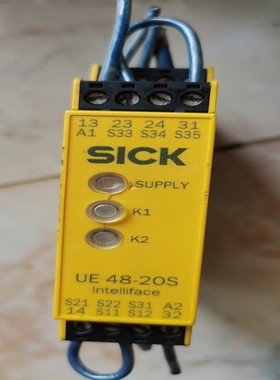 13 23 24 31
A1 S33 S34 S35
SICK
SUPPLY
K1
K2
UE 48-20S
Intelliface
S21 S22 S31 A2
14 S11 S12 32